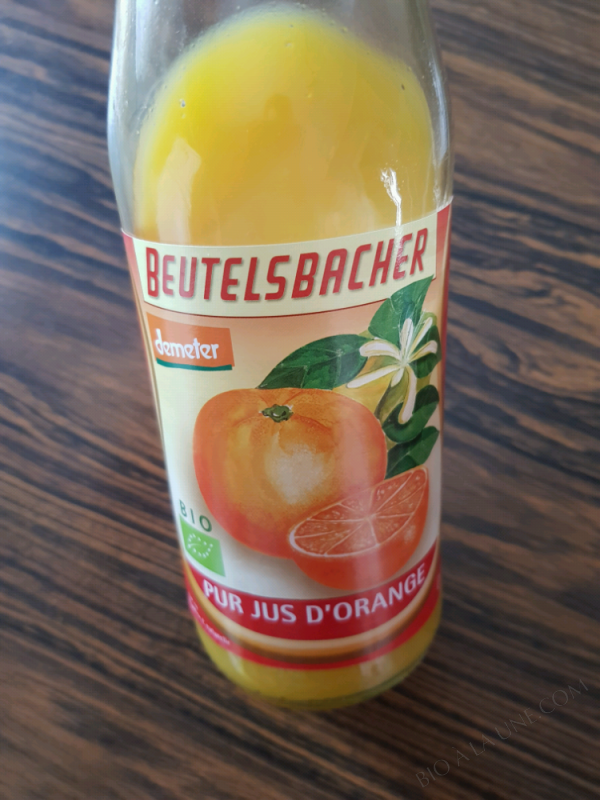 BEUTELSBACHER
demeter
BIO
PUR JUS D'ORANGE
BIO À LA UNE.COM